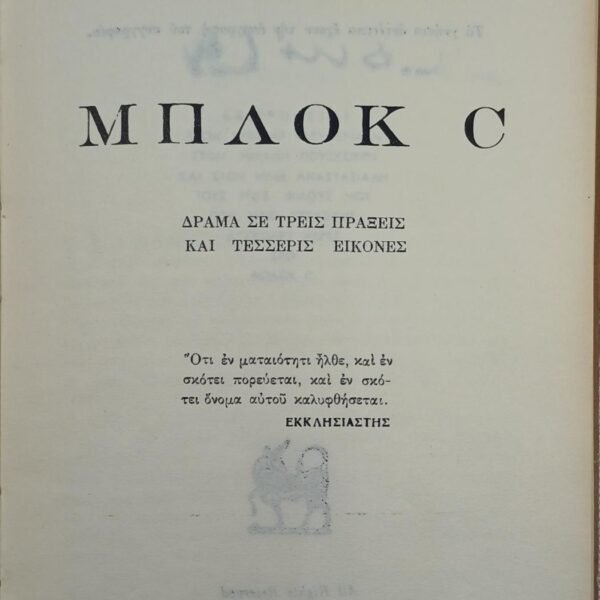 ΜΠΛΟΚ C
ΔΡΑΜΑ ΣΕ ΤΡΕΙΣ ΠΡΑΞΕΙΣ
ΚΑΙ ΤΕΣΣΕΡΙΣ ΕΙΚΟΝΕΣ
Ὅτι ἐν ματαιότητι ἦλθε, καὶ ἐν
σκότει πορεύεται, καὶ ἐν σκό-
τει ὄνομα αὐτοῦ καλυφθήσεται.
ΕΚΚΛΗΣΙΑΣΤΗΣ